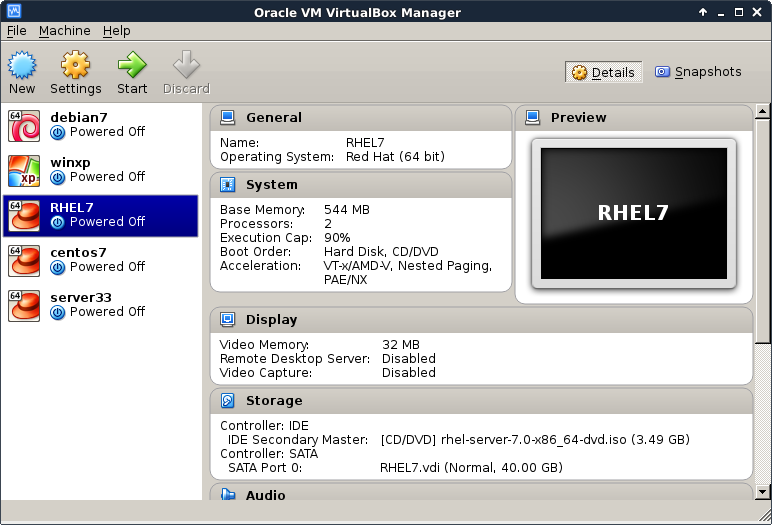 Oracle VM VirtualBox Manager
File Machine Help
New Settings Start Discard Details Snapshots
64 debian7
Powered Off
xp winxp
Powered Off
64 RHEL7
Powered Off
64 centos7
Powered Off
64 server33
Powered Off
General
Name: RHEL7
Operating System: Red Hat (64 bit)
System
Base Memory: 544 MB
Processors: 2
Execution Cap: 90%
Boot Order: Hard Disk, CD/DVD
Acceleration: VT-x/AMD-V, Nested Paging,
PAE/NX
Preview
RHEL7
Display
Video Memory: 32 MB
Remote Desktop Server: Disabled
Video Capture: Disabled
Storage
Controller: IDE
IDE Secondary Master: [CD/DVD] rhel-server-7.0-x86_64-dvd.iso (3.49 GB)
Controller: SATA
SATA Port 0: RHEL7.vdi (Normal, 40.00 GB)
Audio